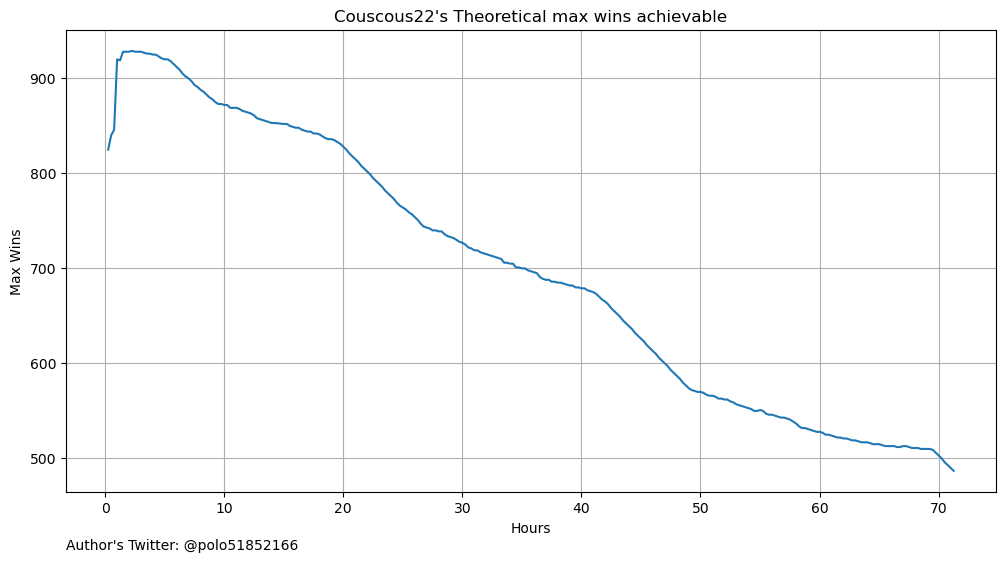 Couscous22's Theoretical max wins achievable
Max Wins
900
800
700
600
500
0 10 20 30 40 50 60 70
Hours
Author's Twitter: @polo51852166